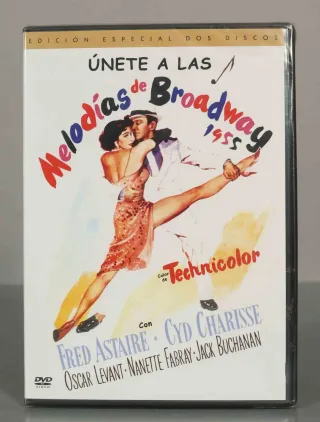 EDICIÓN ESPECIAL DOS DISCOS
ÚNETE A LAS
Melodías de Broadway
1955
Color de Technicolor
Con
FRED ASTAIRE · CYD CHARISSE
OSCAR LEVANT · NANETTE FABRAY · JACK BUCHANAN
DVD
VIDEO